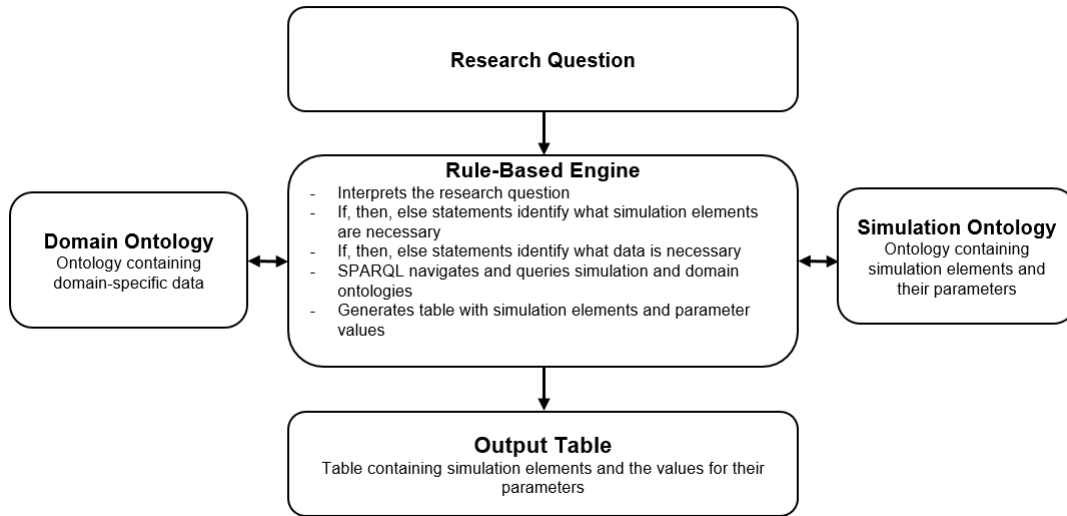 Research Question
Rule-Based Engine
- Interprets the research question
- If, then, else statements identify what simulation elements
are necessary
- If, then, else statements identify what data is necessary
- SPARQL navigates and queries simulation and domain
ontologies
- Generates table with simulation elements and parameter
values
Domain Ontology
Ontology containing
domain-specific data
Simulation Ontology
Ontology containing
simulation elements and
their parameters
Output Table
Table containing simulation elements and the values for their
parameters